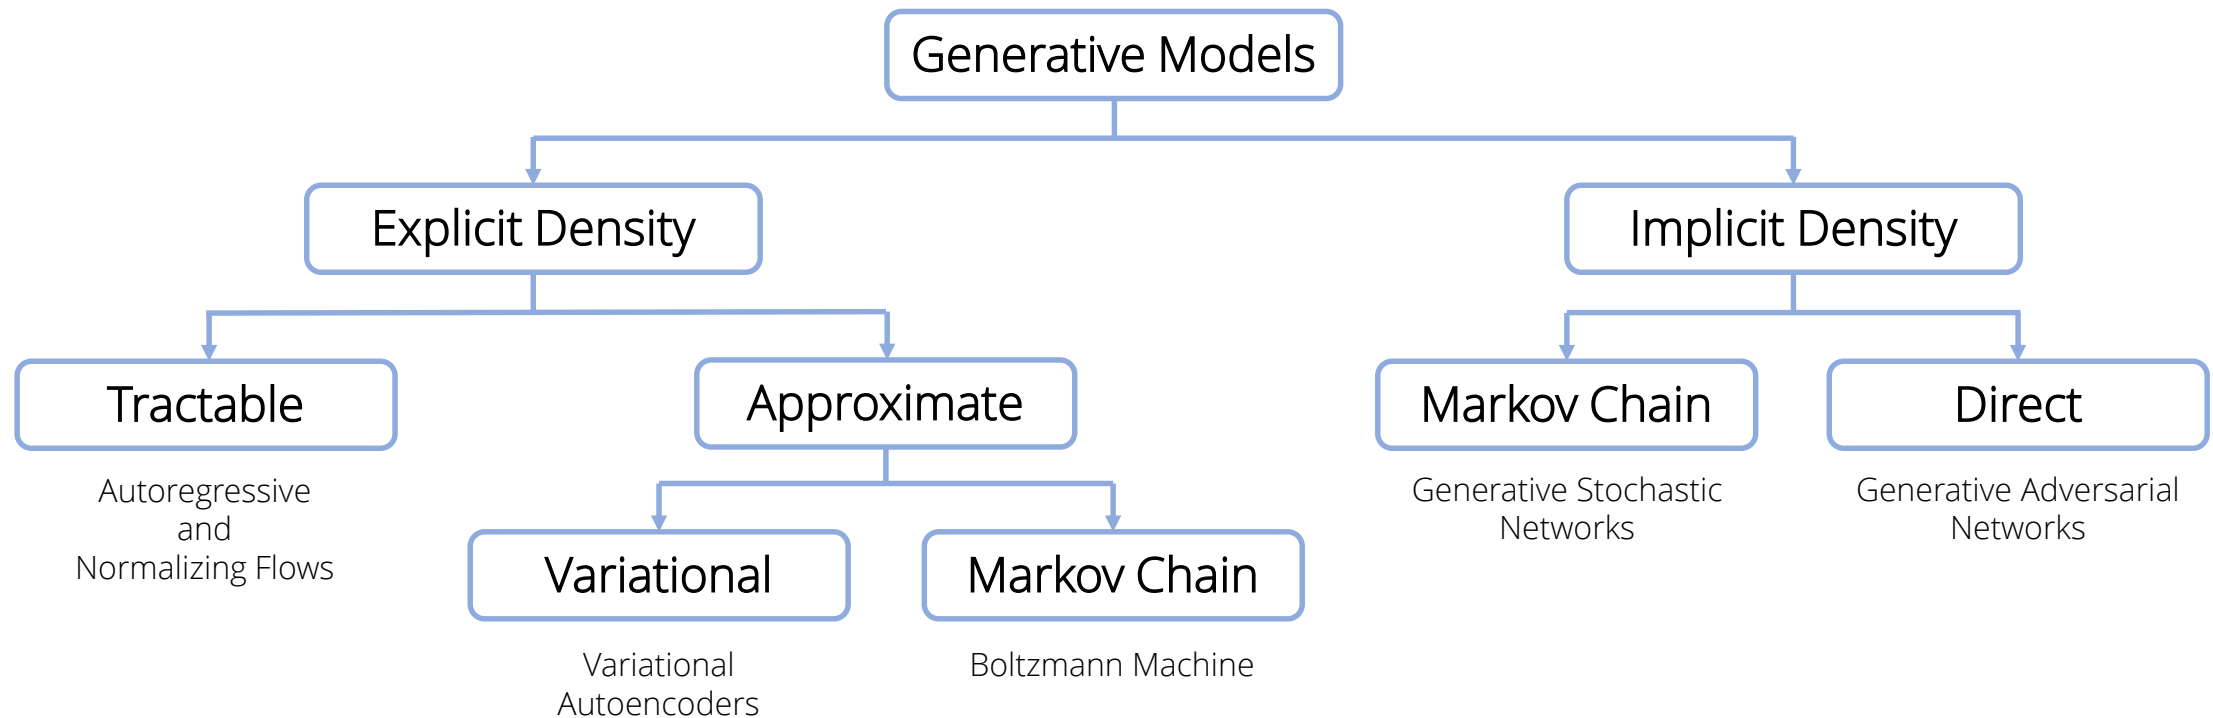 Generative Models
Explicit Density
Implicit Density
Tractable
Approximate
Markov Chain
Direct
Autoregressive
and
Normalizing Flows
Generative Stochastic
Networks
Generative Adversarial
Networks
Variational
Markov Chain
Variational
Autoencoders
Boltzmann Machine